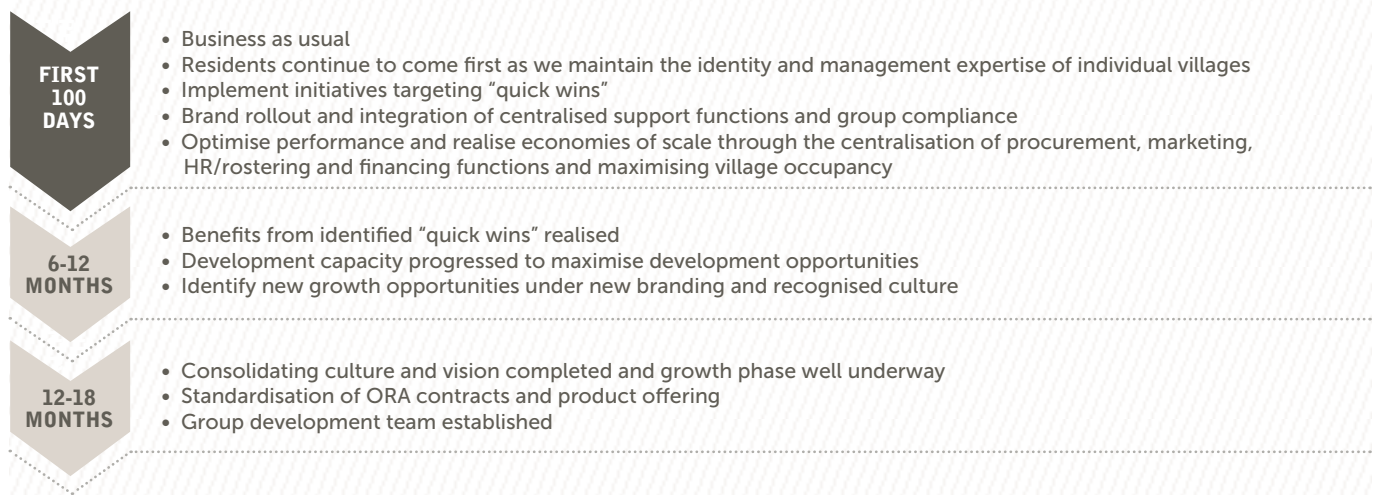 FIRST
100
DAYS
• Business as usual
• Residents continue to come first as we maintain the identity and management expertise of individual villages
• Implement initiatives targeting “quick wins”
• Brand rollout and integration of centralised support functions and group compliance
• Optimise performance and realise economies of scale through the centralisation of procurement, marketing,
HR/rostering and financing functions and maximising village occupancy
6-12
MONTHS
• Benefits from identified “quick wins” realised
• Development capacity progressed to maximise development opportunities
• Identify new growth opportunities under new branding and recognised culture
12-18
MONTHS
• Consolidating culture and vision completed and growth phase well underway
• Standardisation of ORA contracts and product offering
• Group development team established